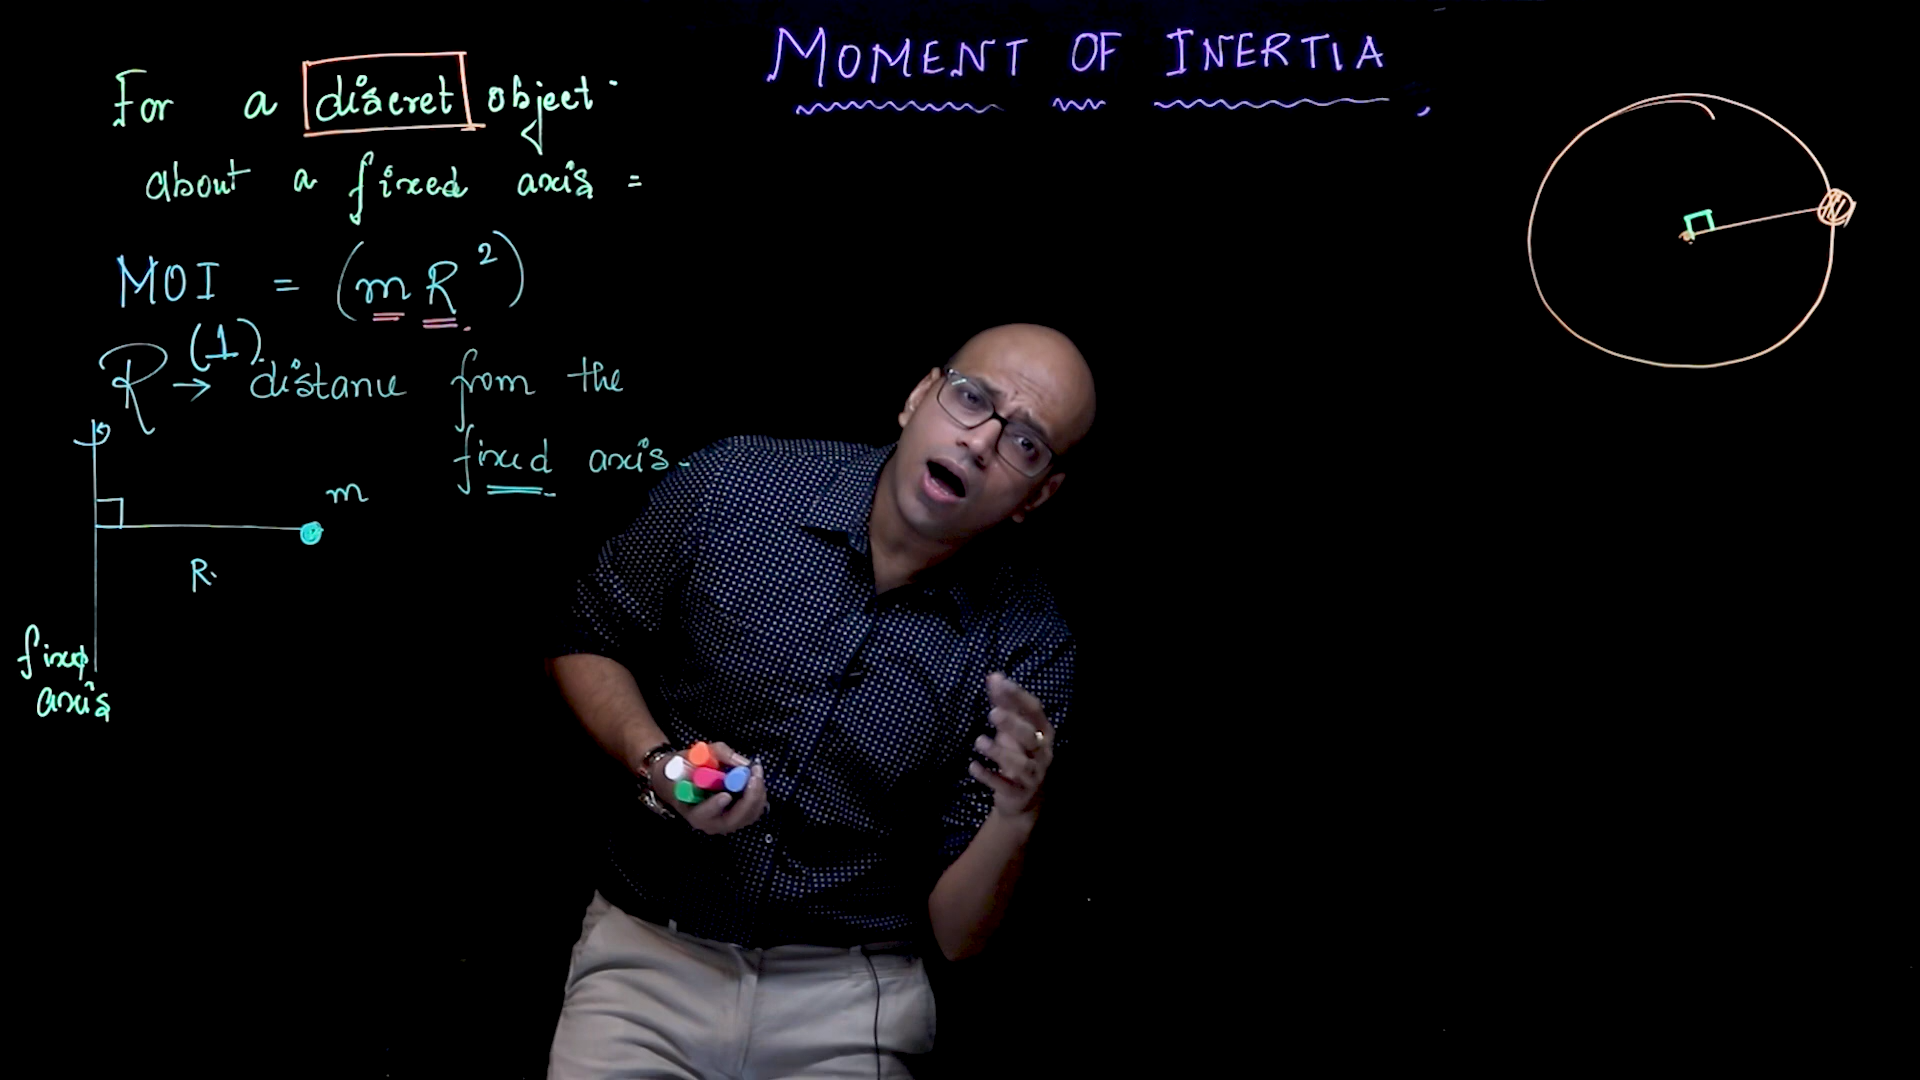 MOMENT OF INERTIA,
For a discret object
about a fixed axis =
MOI = (mR²)
R → (1) distance from the
fixed axis.
m
R.
fixed
axis